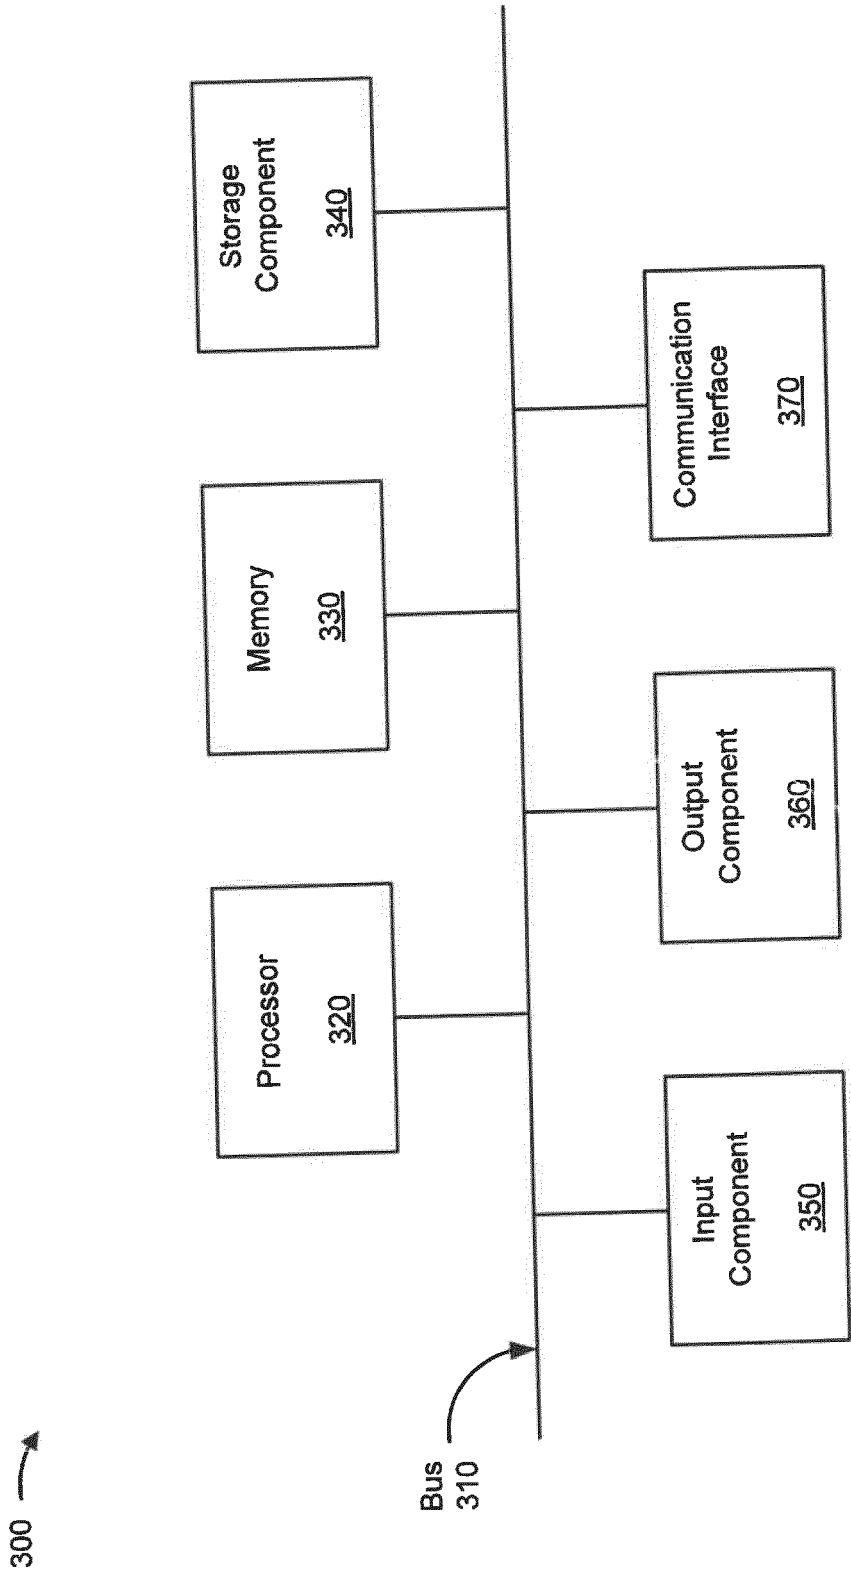 300
Bus
310
Processor
320
Memory
330
Storage
Component
340
Input
Component
350
Output
Component
360
Communication
Interface
370